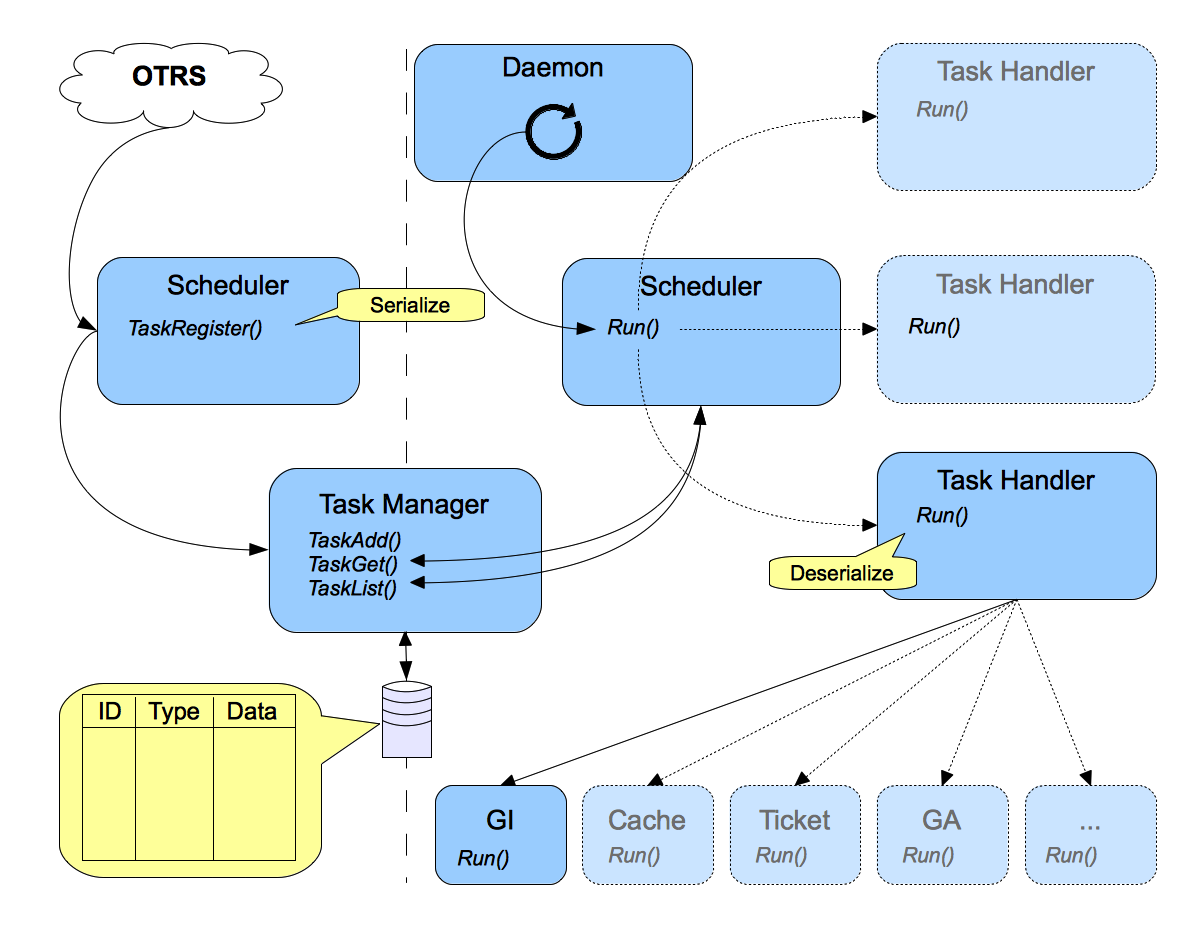 OTRS
Daemon
Task Handler
Run()
Scheduler
TaskRegister()
Serialize
Scheduler
Run()
Task Handler
Run()
Task Manager
TaskAdd()
TaskGet()
TaskList()
Task Handler
Run()
Deserialize
ID Type Data
GI
Run()
Cache
Run()
Ticket
Run()
GA
Run()
...
Run()